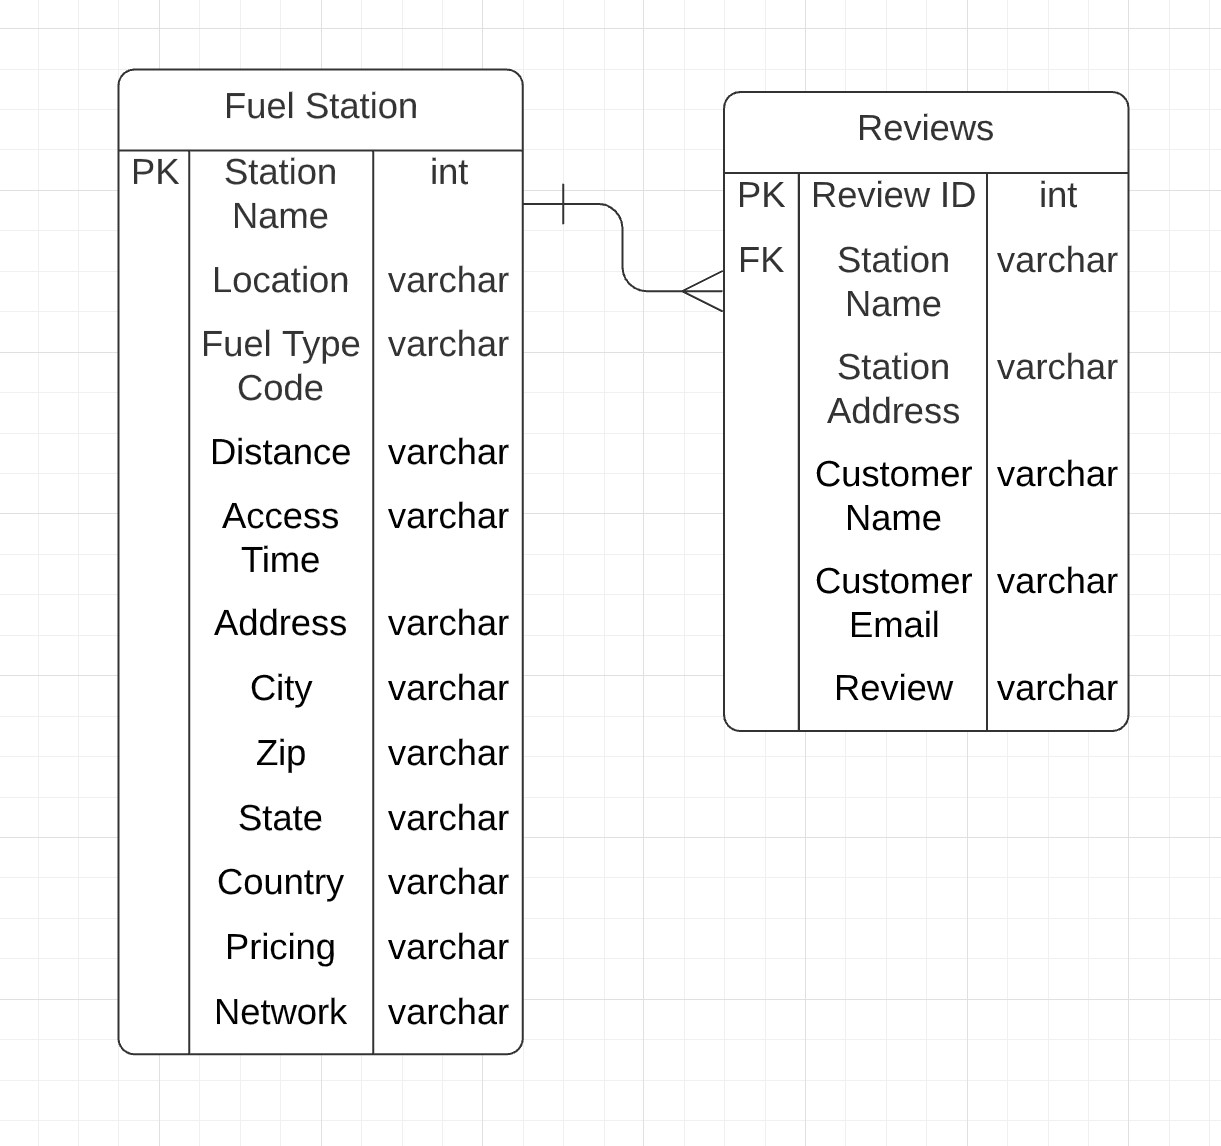 Fuel Station
PK Station int
Name
Location varchar
Fuel Type varchar
Code
Distance varchar
Access varchar
Time
Address varchar
City varchar
Zip varchar
State varchar
Country varchar
Pricing varchar
Network varchar
Reviews
PK Review ID int
FK Station varchar
Name
Station varchar
Address
Customer varchar
Name
Customer varchar
Email
Review varchar